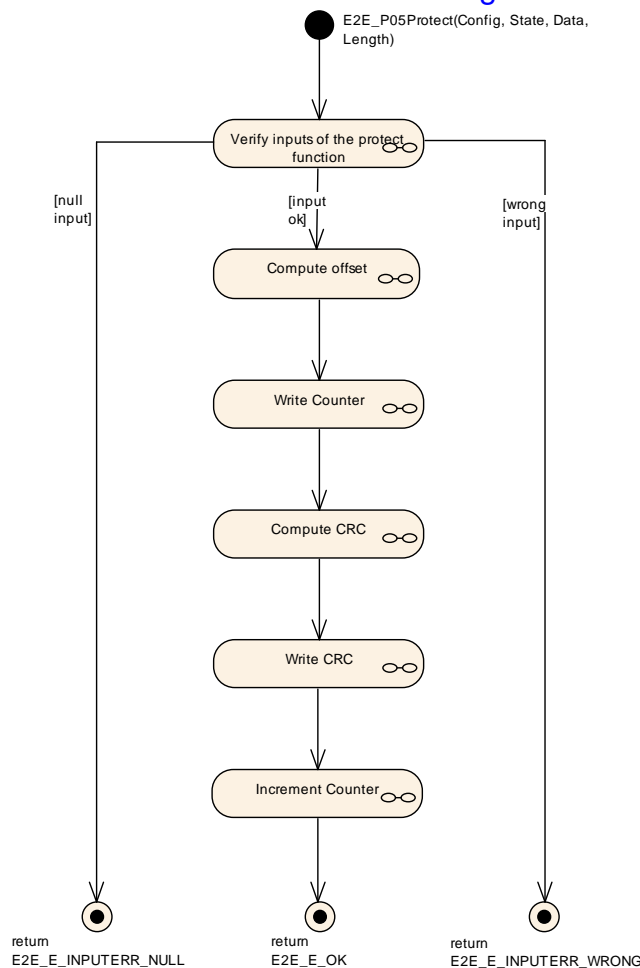 E2E_P05Protect(Config, State, Data,
Length)
Verify inputs of the protect
function
[null
input]
[input
ok]
[wrong
input]
Compute offset
Write Counter
Compute CRC
Write CRC
Increment Counter
return
E2E_E_INPUTERR_NULL
return
E2E_E_OK
return
E2E_E_INPUTERR_WRONG